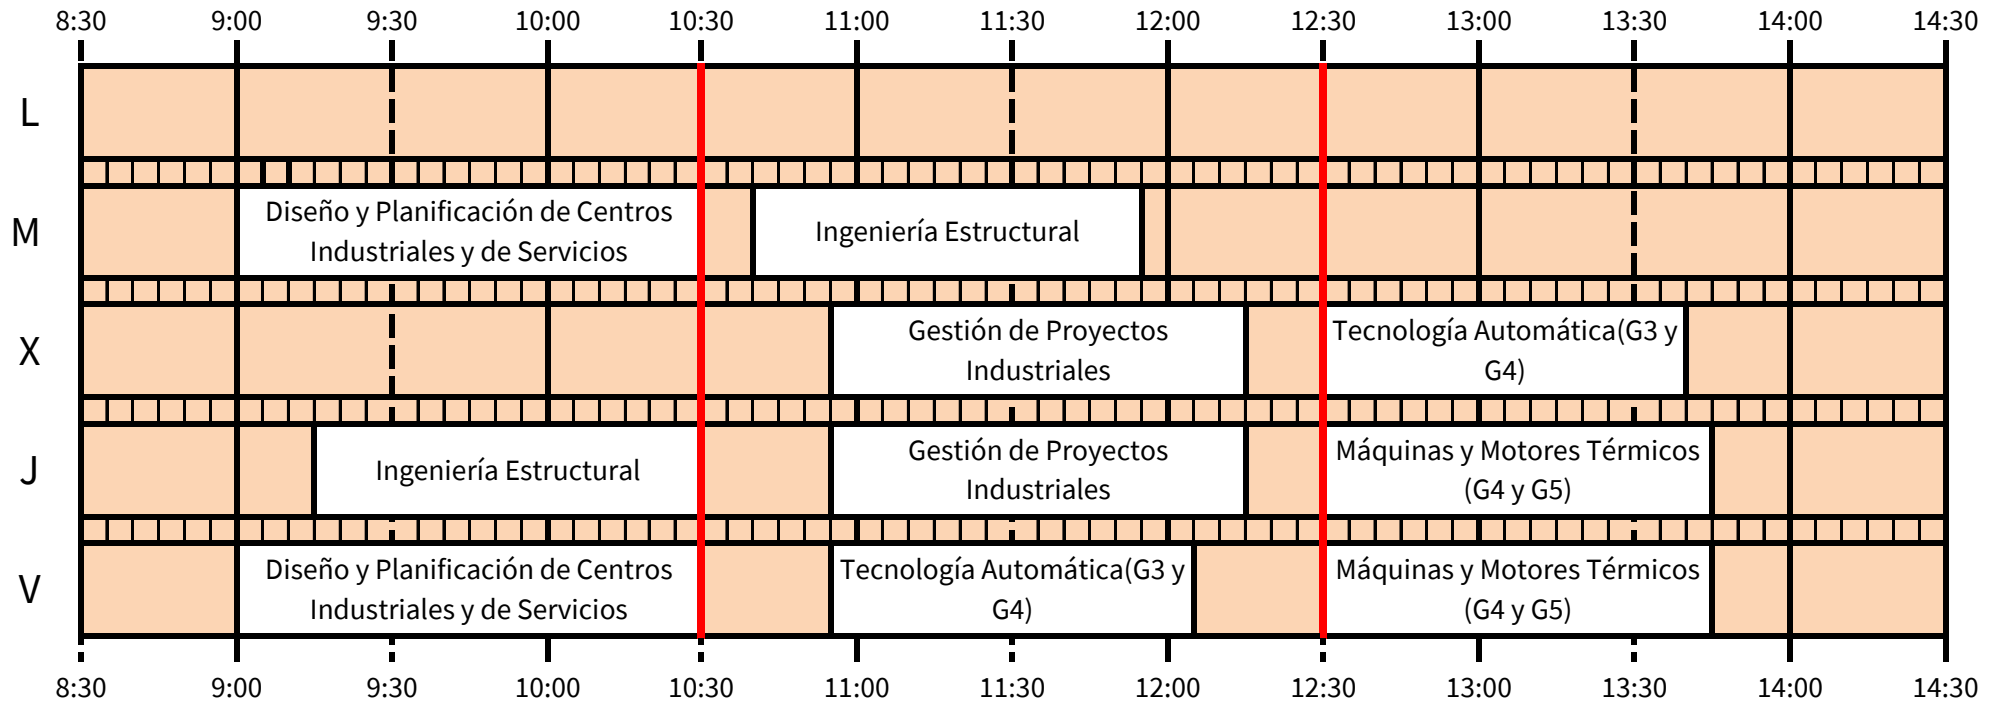 8:30 9:00 9:30 10:00 10:30 11:00 11:30 12:00 12:30 13:00 13:30 14:00 14:30
L
M
Diseño y Planificación de Centros
Industriales y de Servicios
Ingeniería Estructural
X
Gestión de Proyectos
Industriales
Tecnología Automática(G3 y
G4)
J
Ingeniería Estructural
Gestión de Proyectos
Industriales
Máquinas y Motores Térmicos
(G4 y G5)
V
Diseño y Planificación de Centros
Industriales y de Servicios
Tecnología Automática(G3 y
G4)
Máquinas y Motores Térmicos
(G4 y G5)
8:30 9:00 9:30 10:00 10:30 11:00 11:30 12:00 12:30 13:00 13:30 14:00 14:30